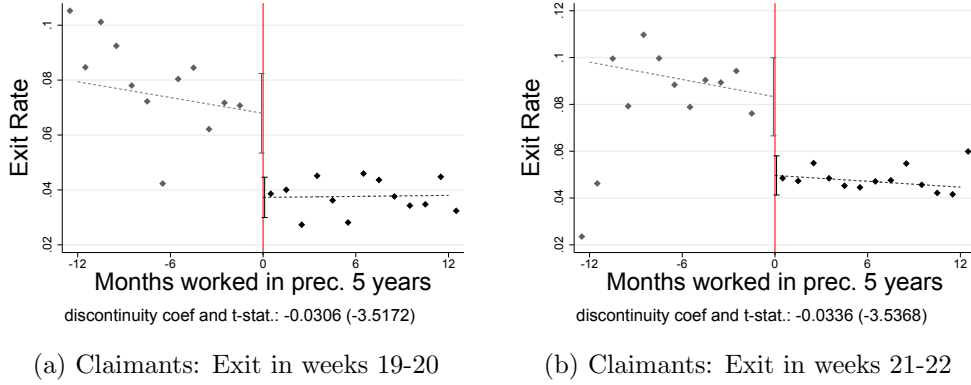 .1
.08
.06
.04
.02
Exit Rate
-12 -6 0 6 12
Months worked in prec. 5 years
discontinuity coef and t-stat.: -0.0306 (-3.5172)
(a) Claimants: Exit in weeks 19-20
.12
.1
.08
.06
.04
.02
Exit Rate
-12 -6 0 6 12
Months worked in prec. 5 years
discontinuity coef and t-stat.: -0.0336 (-3.5368)
(b) Claimants: Exit in weeks 21-22